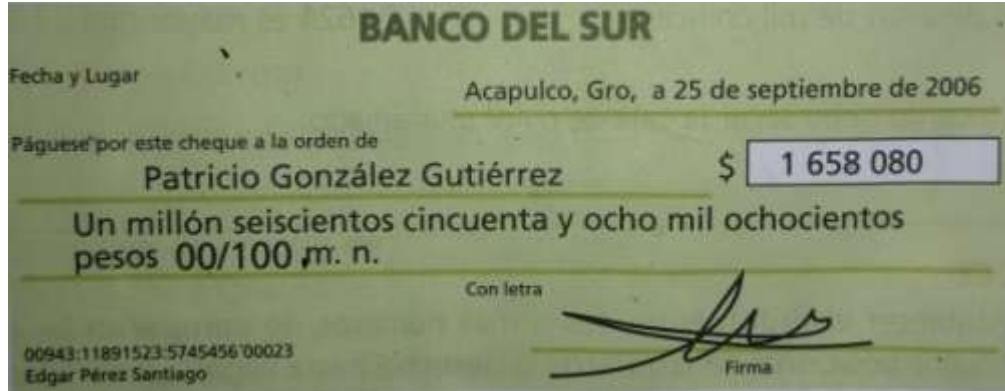 BANCO DEL SUR
Fecha y Lugar
Acapulco, Gro, a 25 de septiembre de 2006
Páguese por este cheque a la orden de
Patricio González Gutiérrez $ 1 658 080
Un millón seiscientos cincuenta y ocho mil ochocientos
pesos 00/100 m. n.
Con letra
00943:11891523:5745456'00023
Edgar Pérez Santiago
Firma